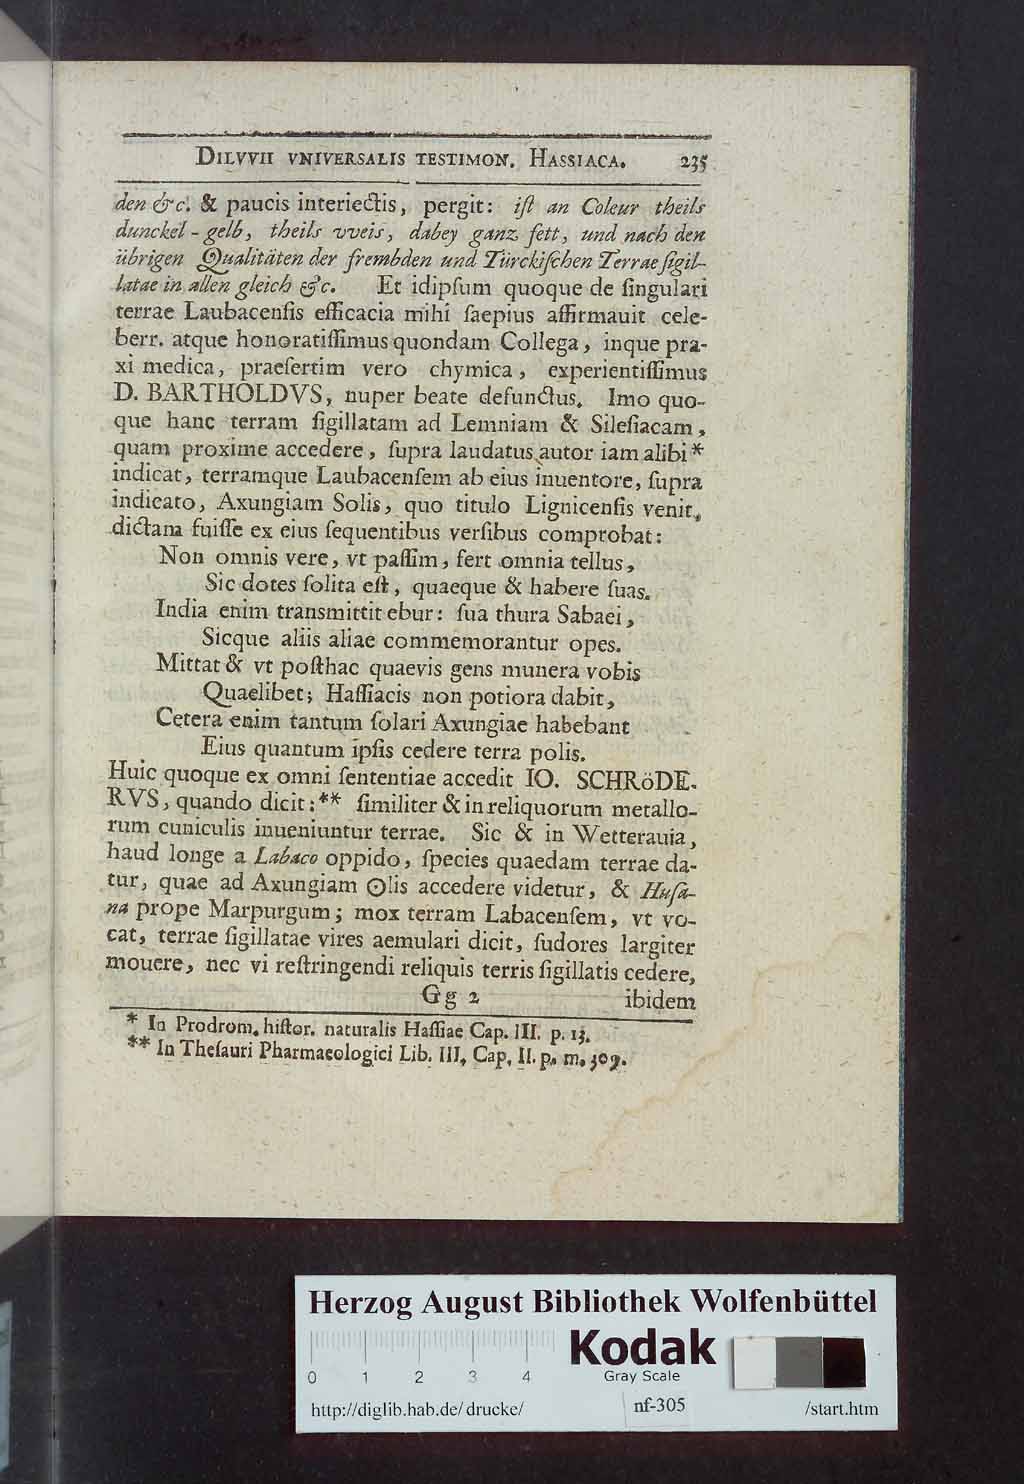 DILVVII VNIVERSALIS TESTIMON. HASSIACA. 235
den &c. & paucis interiectis, pergit: iſt an Coleur theils
dunckel-gelb, theils vveis, dabey ganz fett, und nach den
übrigen Qualitäten der frembden und Türckiſchen Terrae ſigil-
latae in allen gleich &c. Et idipſum quoque de ſingulari
terrae Laubacenſis efficacia mihi ſaepius affirmauit cele-
berr. atque honoratiſſimus quondam Collega, inque pra-
xi medica, praeſertim vero chymica, experientiſſimus
D. BARTHOLDVS, nuper beate defunctus. Imo quo-
que hanc terram ſigillatam ad Lemniam & Sileſiacam,
quam proxime accedere, ſupra laudatus autor iam alibi*
indicat, terramque Laubacenſem ab eius inuentore, ſupra
indicato, Axungiam Solis, quo titulo Lignicenſis venit,
dictam fuiſſe ex eius ſequentibus verſibus comprobat:
Non omnis vere, vt paſſim, fert omnia tellus,
Sic dotes ſolita eſt, quaeque & habere ſuas.
India enim transmittit ebur: ſua thura Sabaei,
Sicque aliis aliae commemorantur opes.
Mittat & vt poſthac quaevis gens munera vobis
Quaelibet; Haſſiacis non potiora dabit,
Cetera enim tantum ſolari Axungiae habebant
Eius quantum ipſis cedere terra polis.
Huic quoque ex omni ſententiae accedit IO. SCHRöDE-
RVS, quando dicit:** ſimiliter & in reliquorum metallo-
rum cuniculis inueniuntur terrae. Sic & in Wetterauia,
haud longe a Labaco oppido, ſpecies quaedam terrae da-
tur, quae ad Axungiam ☉lis accedere videtur, & Huſa-
na prope Marpurgum; mox terram Labacenſem, vt vo-
cat, terrae ſigillatae vires aemulari dicit, ſudores largiter
mouere, nec vi reſtringendi reliquis terris ſigillatis cedere,
Gg 2 ibidem
* In Prodrom. hiſtor. naturalis Haſſiae Cap. III. p. 13.
** In Theſauri Pharmacologici Lib. III, Cap, II. p. m. 309.
Herzog August Bibliothek Wolfenbüttel
Kodak
0 1 2 3 4 Gray Scale
http://diglib.hab.de/drucke/ nf-305 /start.htm